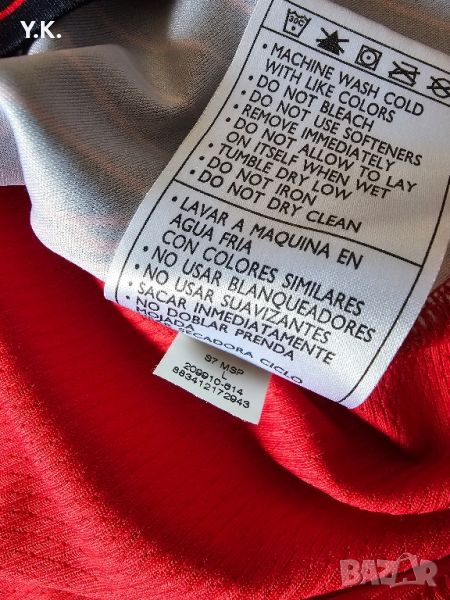 Y.K.
• MACHINE WASH COLD
WITH LIKE COLORS
• DO NOT BLEACH
• DO NOT USE SOFTENERS
• REMOVE IMMEDIATELY
• DO NOT ALLOW TO LAY
ON ITSELF WHEN WET
• TUMBLE DRY LOW
• DO NOT IRON
• DO NOT DRY CLEAN
• LAVAR A MAQUINA EN
AGUA FRIA
CON COLORES SIMILARES
• NO USAR BLANQUEADORES
• NO USAR SUAVIZANTES
• SACAR INMEDIATAMENTE
• NO DOBLAR PRENDA
MOJADA
SECADORA CICLO
S7 MSP
L
209910-614
883412172943
BAZAR